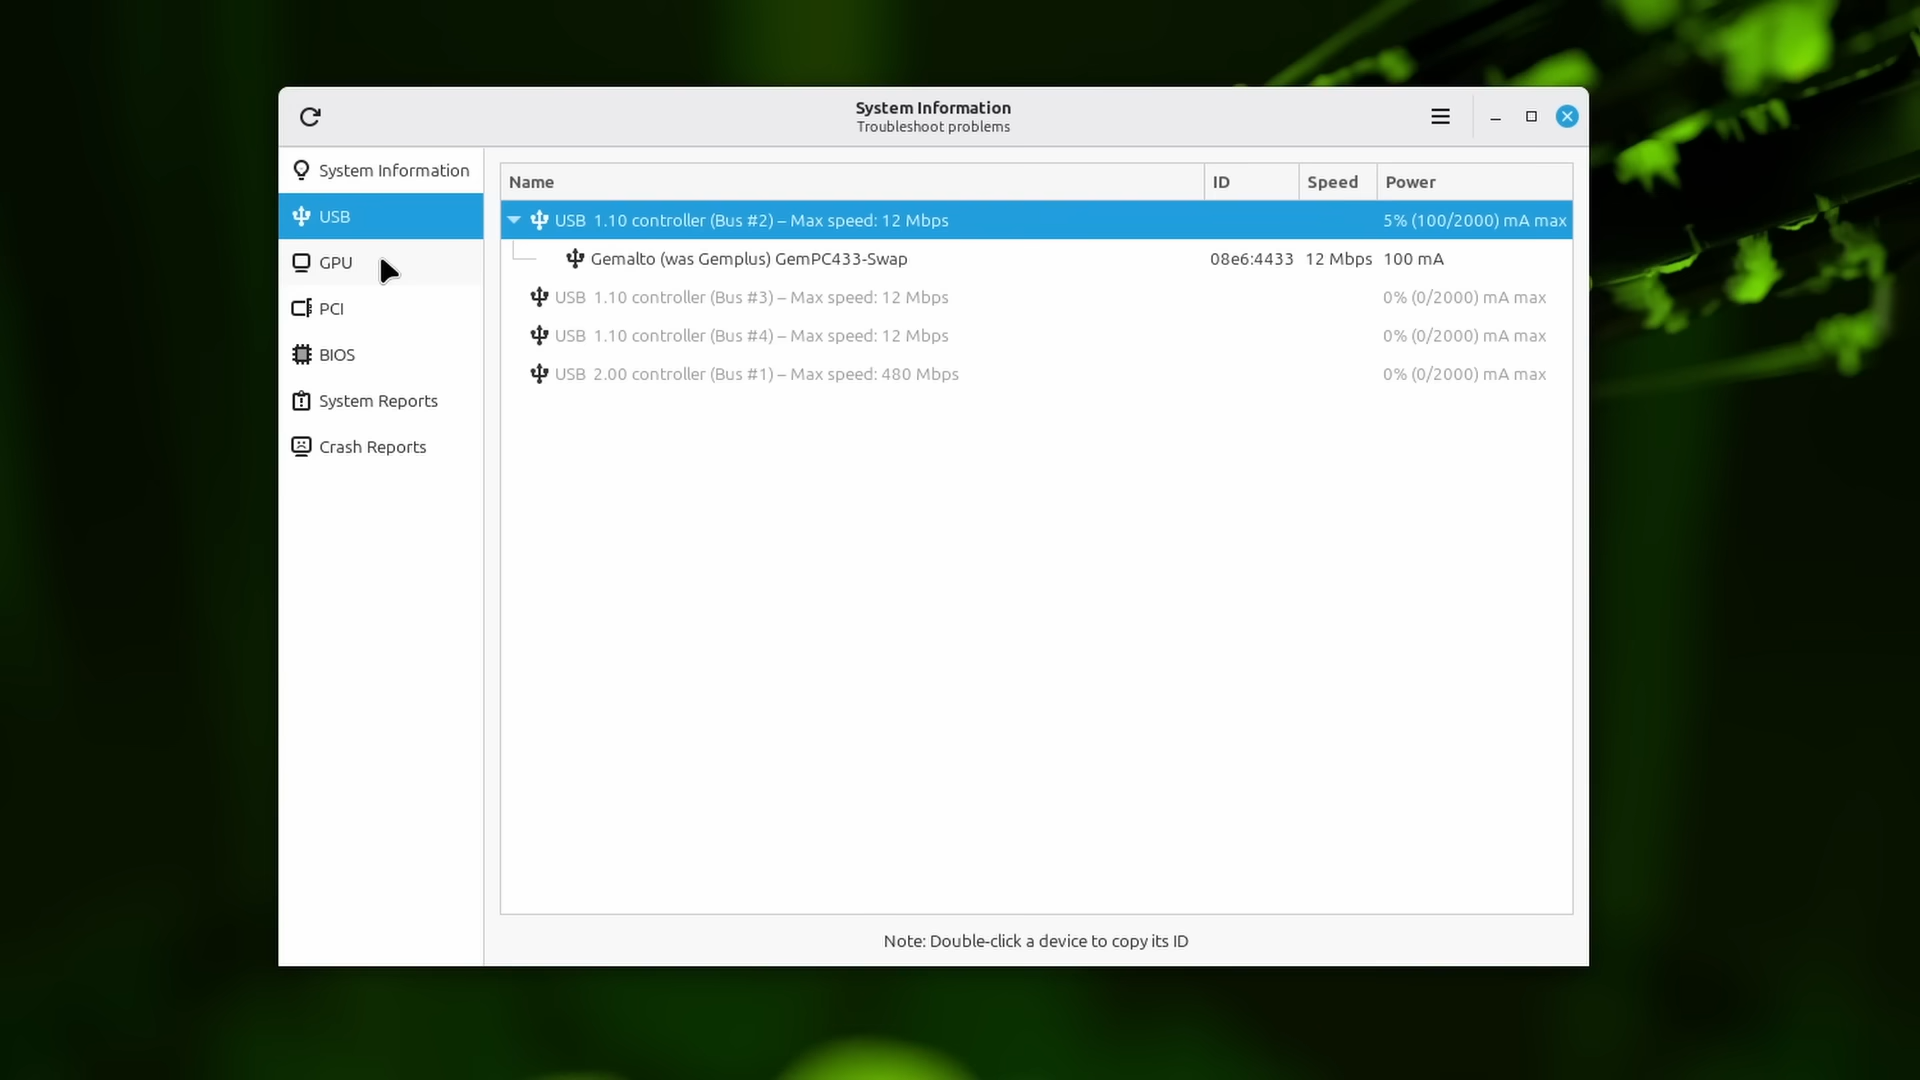 System Information
Troubleshoot problems
System Information
USB
GPU
PCI
BIOS
System Reports
Crash Reports
Name ID Speed Power
USB 1.10 controller (Bus #2) – Max speed: 12 Mbps 5% (100/2000) mA max
Gemalto (was Gemplus) GemPC433-Swap 08e6:4433 12 Mbps 100 mA
USB 1.10 controller (Bus #3) – Max speed: 12 Mbps 0% (0/2000) mA max
USB 1.10 controller (Bus #4) – Max speed: 12 Mbps 0% (0/2000) mA max
USB 2.00 controller (Bus #1) – Max speed: 480 Mbps 0% (0/2000) mA max
Note: Double-click a device to copy its ID